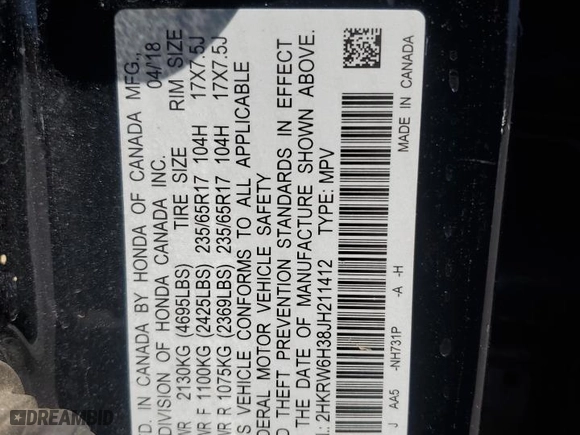 D. IN CANADA BY HONDA OF CANADA MFG.,
DIVISION OF HONDA CANADA INC. 04/18
WR 2130KG (4695LBS) TIRE SIZE RIM SIZE
WR F 1100KG (2425LBS) 235/65R17 104H 17X7.5J
WR R 1075KG (2369LBS) 235/65R17 104H 17X7.5J
S VEHICLE CONFORMS TO ALL APPLICABLE
DERAL MOTOR VEHICLE SAFETY
D THEFT PREVENTION STANDARDS IN EFFECT
THE DATE OF MANUFACTURE SHOWN ABOVE.
.: 2HKRW6H38JH211412 TYPE: MPV
J AA5 -NH731P -A -H MADE IN CANADA
DREAMBID